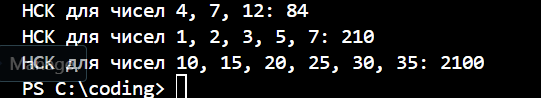 НСК для чисел 4, 7, 12: 84
НСК для чисел 1, 2, 3, 5, 7: 210
НСК для чисел 10, 15, 20, 25, 30, 35: 2100
PS C:\coding>